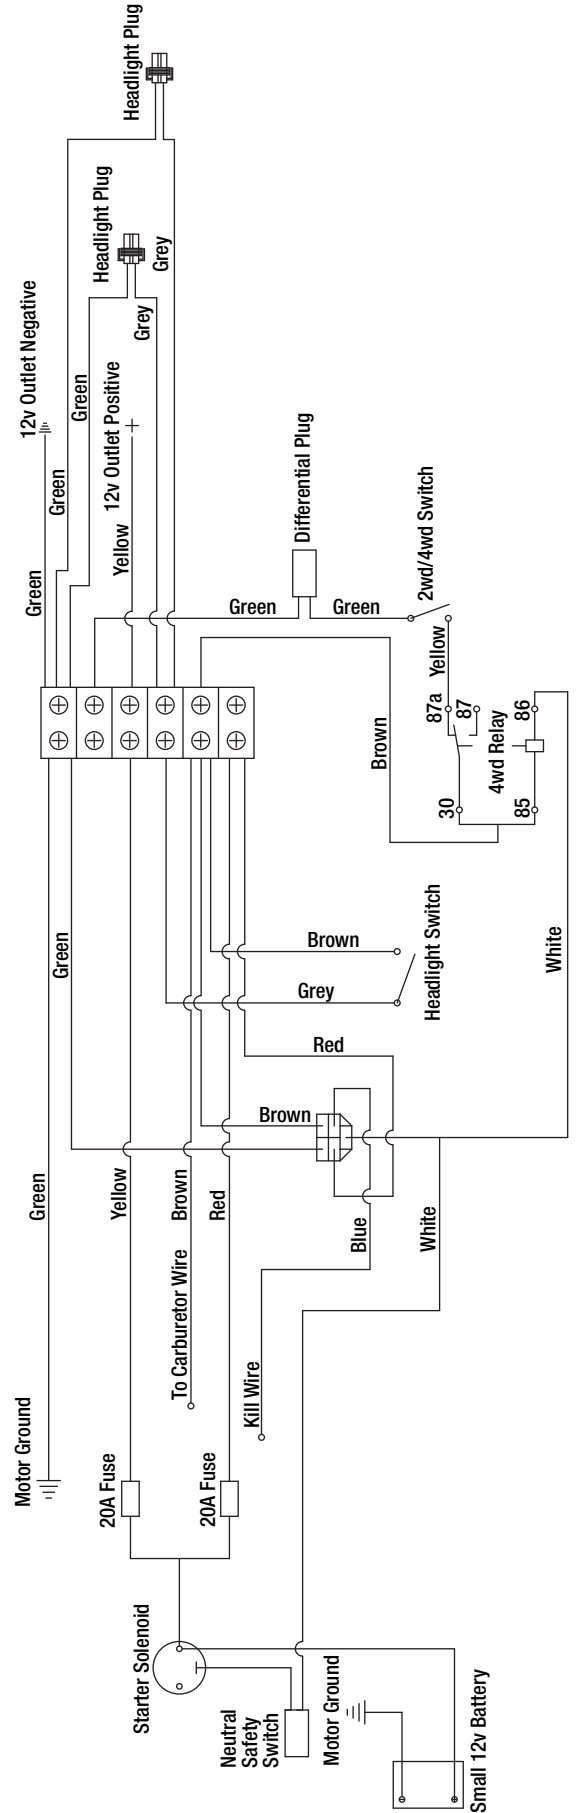 Headlight Plug
Headlight Plug
Grey
Grey
12v Outlet Negative
Green
Green
Green
12v Outlet Positive
Yellow
Differential Plug
Green
Green
2wd/4wd Switch
Yellow
87a
87
86
4wd Relay
30
85
Brown
Brown
Grey
Headlight Switch
White
Green
Red
Brown
Green
Yellow
Brown
Red
Blue
White
To Carburetor Wire
Kill Wire
Motor Ground
20A Fuse
20A Fuse
Starter Solenoid
Neutral
Safety
Switch
Motor Ground
Small 12v Battery